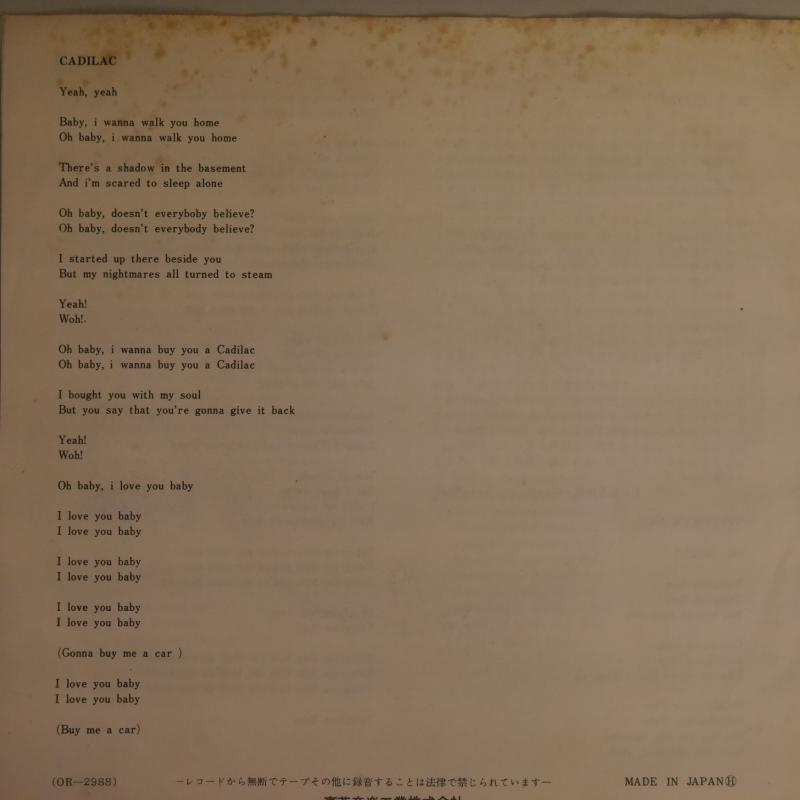 CADILAC
Yeah, yeah
Baby, i wanna walk you home
Oh baby, i wanna walk you home
There's a shadow in the basement
And i'm scared to sleep alone
Oh baby, doesn't everyboby believe?
Oh baby, doesn't everybody believe?
I started up there beside you
But my nightmares all turned to steam
Yeah!
Woh!
Oh baby, i wanna buy you a Cadilac
Oh baby, i wanna buy you a Cadilac
I bought you with my soul
But you say that you're gonna give it back
Yeah!
Woh!
Oh baby, i love you baby
I love you baby
I love you baby
I love you baby
I love you baby
I love you baby
I love you baby
(Gonna buy me a car )
I love you baby
I love you baby
(Buy me a car)
(OR—2988) —レコードから無断でテープその他に録音することは法律で禁じられています— MADE IN JAPANⒽ